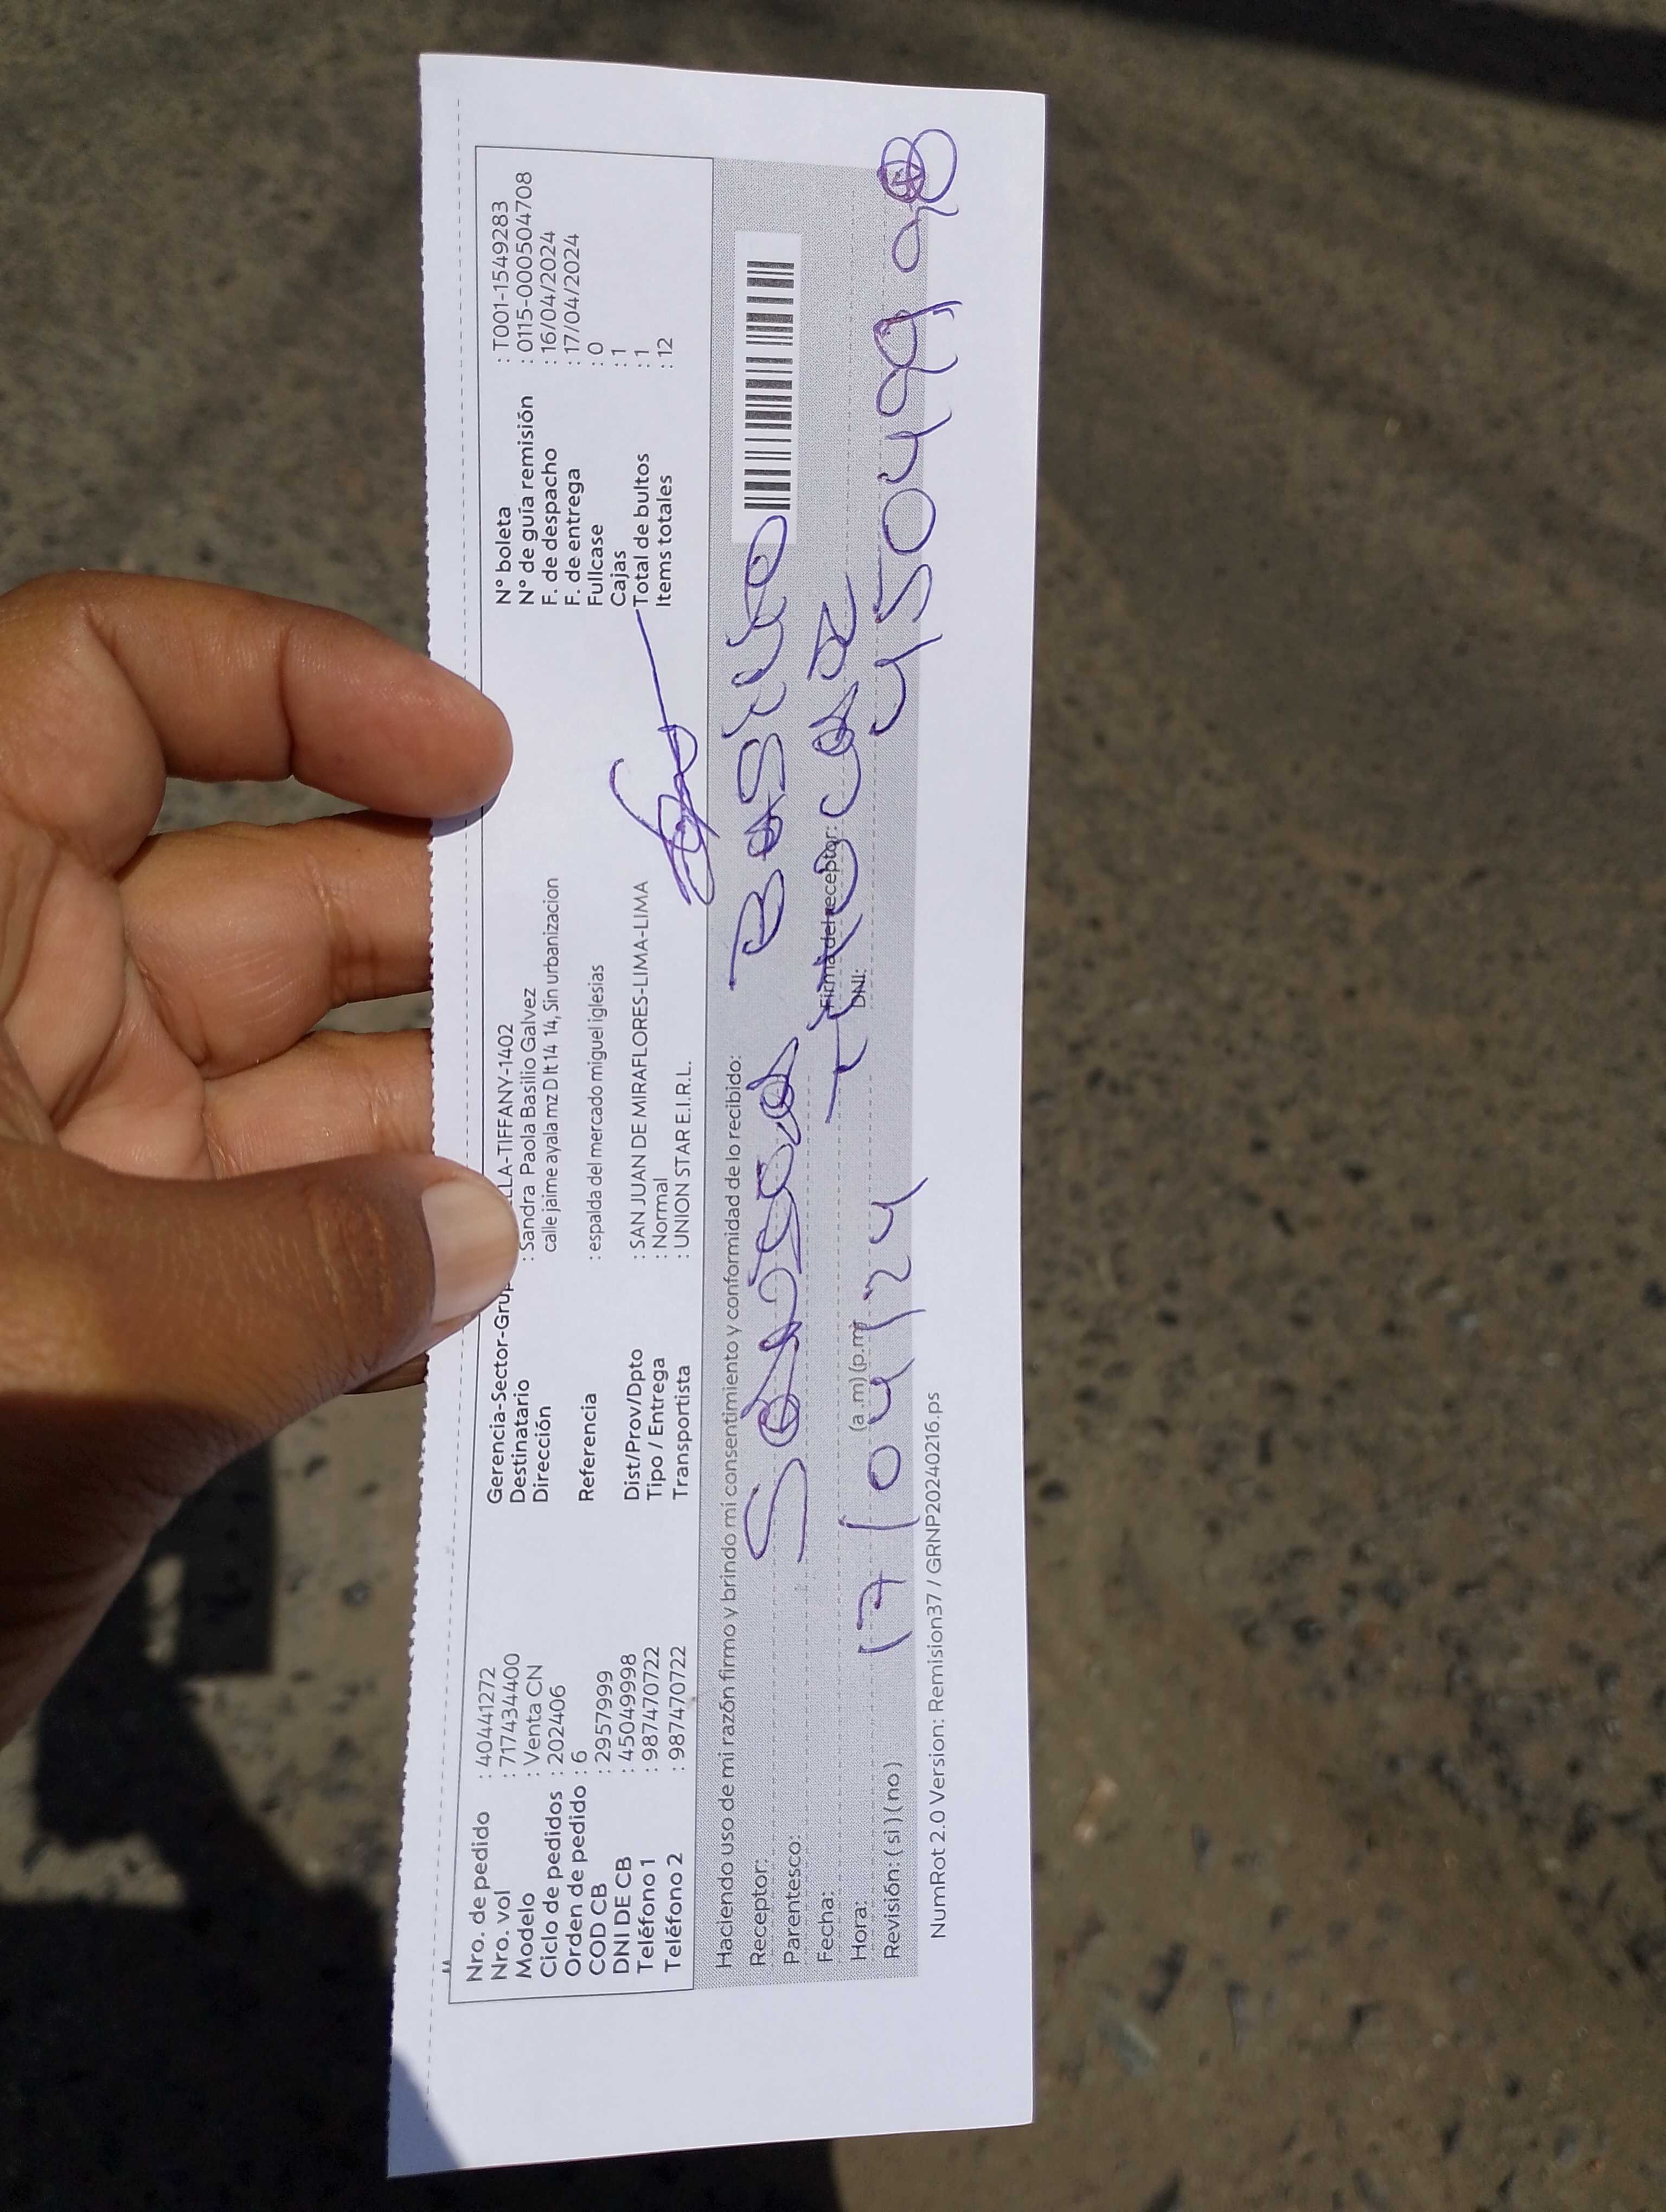 Nro. de pedido : 40441272
Nro. vol : 717434400
Modelo : Venta CN
Ciclo de pedidos : 202406
Orden de pedido : 6
COD CB : 2957999
DNI DE CB : 45049998
Teléfono 1 : 987470722
Teléfono 2 : 987470722
Gerencia-Sector-Grup LLA-TIFFANY-1402
Destinatario : Sandra Paola Basilio Galvez
Dirección calle jaime ayala mz D lt 14 14, Sin urbanizacion
Referencia : espalda del mercado miguel iglesias
Dist/Prov/Dpto : SAN JUAN DE MIRAFLORES-LIMA-LIMA
Tipo / Entrega : Normal
Transportista : UNION STAR E.I.R.L.
N° boleta : T001-1549283
N° de guía remisión : 0115-000504708
F. de despacho : 16/04/2024
F. de entrega : 17/04/2024
Fullcase : 0
Cajas : 1
Total de bultos : 1
Items totales : 12
Haciendo uso de mi razón firmo y brindo mi consentimiento y conformidad de lo recibido:
Receptor: Sandra Basilio
Parentesco:
Fecha: Firma del receptor:
Hora: (a.m) (p.m) DNI:
17/04/24 45049998
Revisión: ( si ) ( no )
NumRot 2.0 Version: Remision37 / GRNP20240216.ps